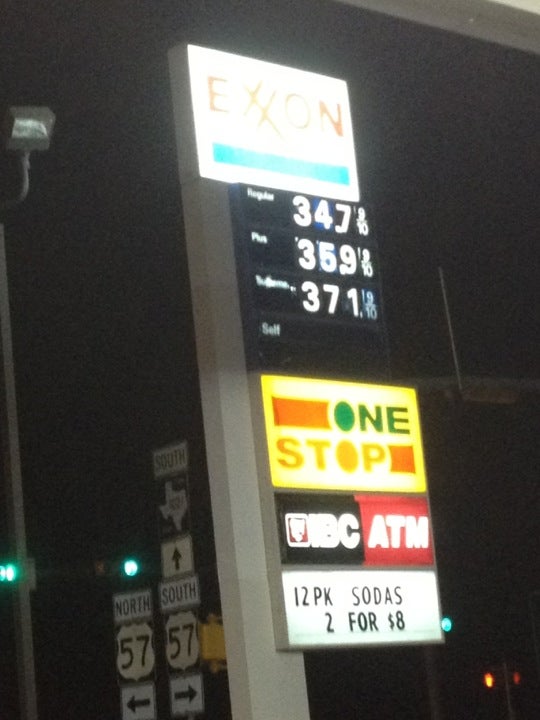 EXXON
Regular 347 9/10
Plus 359 9/10
371 9/10
Self
ONE
STOP
IBC ATM
12PK SODAS
2 FOR $8
SOUTH
NORTH SOUTH
57 57